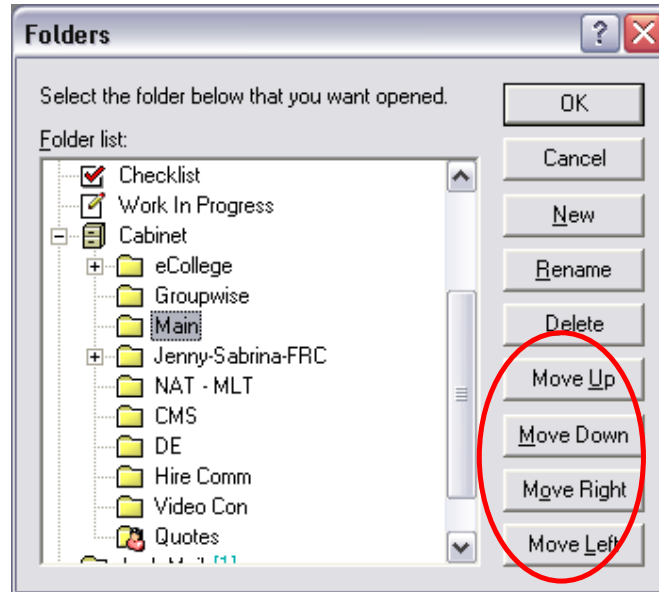 Folders
Select the folder below that you want opened.
Folder list:
Checklist
Work In Progress
Cabinet
eCollege
Groupwise
Main
Jenny-Sabrina-FRC
NAT - MLT
CMS
DE
Hire Comm
Video Con
Quotes
[1]
OK
Cancel
New
Rename
Delete
Move Up
Move Down
Move Right
Move Left